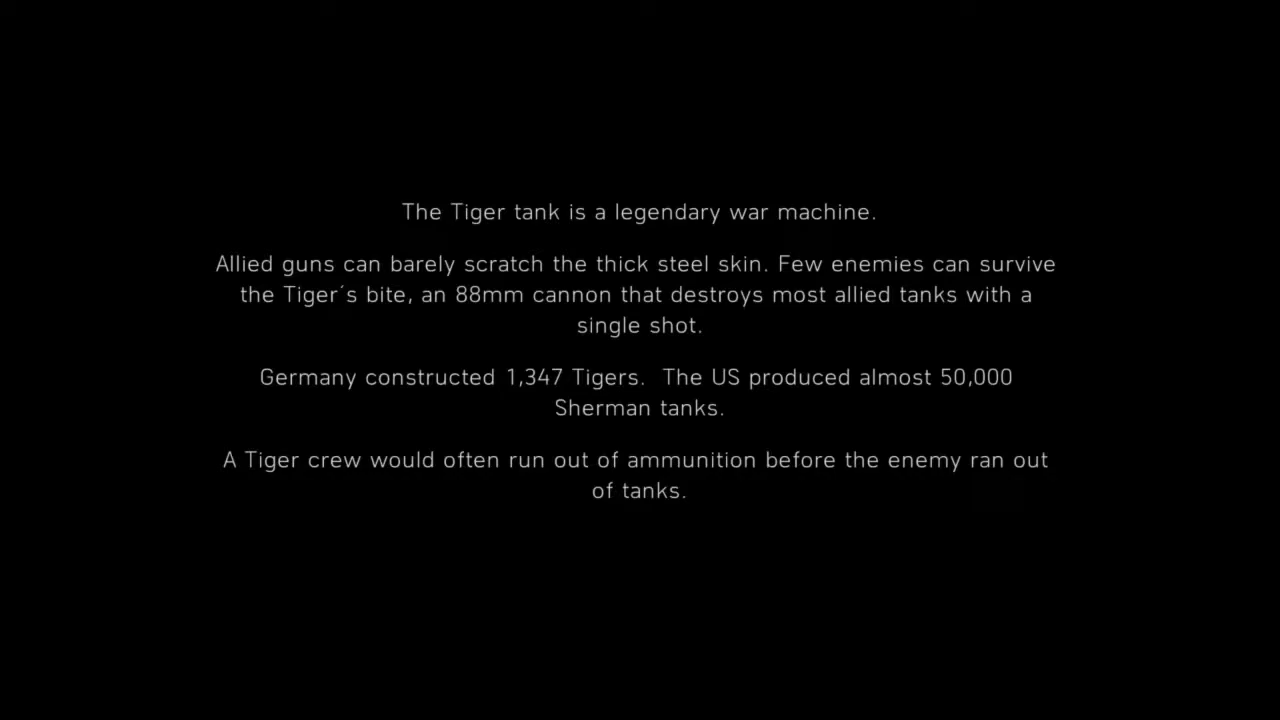 The Tiger tank is a legendary war machine.
Allied guns can barely scratch the thick steel skin. Few enemies can survive
the Tiger´s bite, an 88mm cannon that destroys most allied tanks with a
single shot.
Germany constructed 1,347 Tigers.  The US produced almost 50,000
Sherman tanks.
A Tiger crew would often run out of ammunition before the enemy ran out
of tanks.